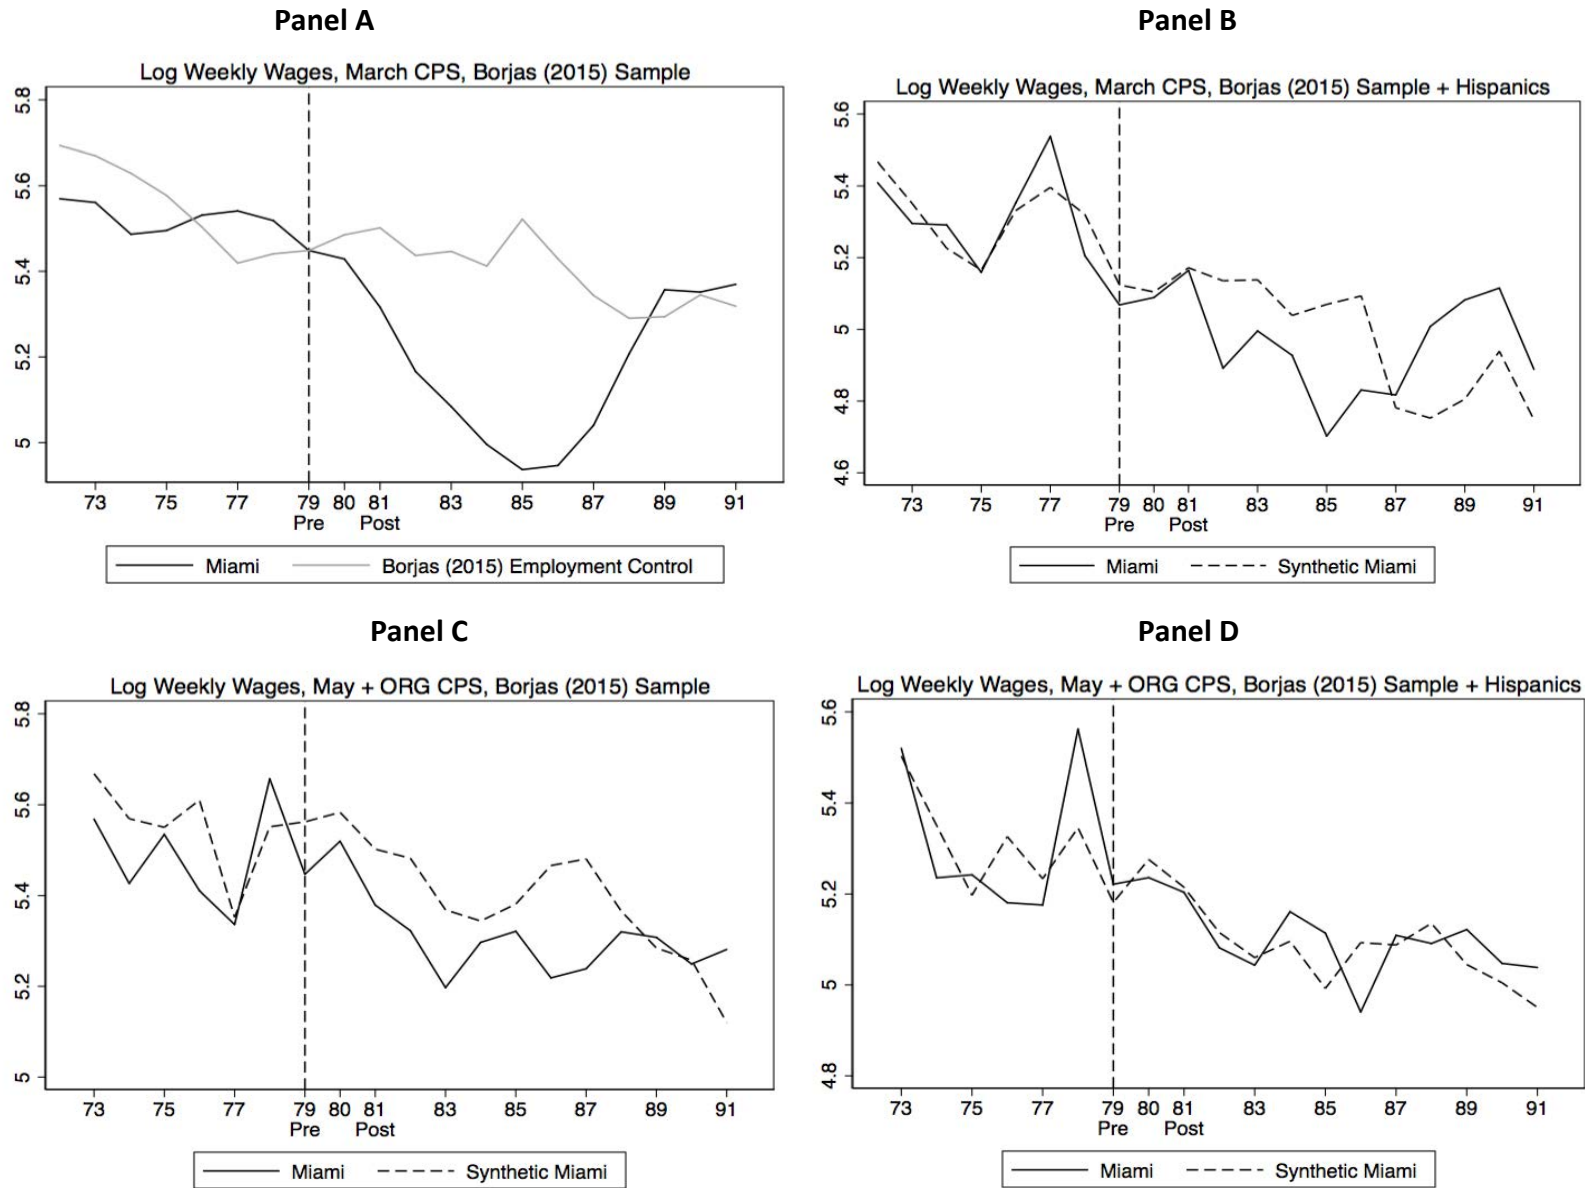 Panel A
Log Weekly Wages, March CPS, Borjas (2015) Sample
5.8
5.6
5.4
5.2
5
73 75 77 79 80 81 83 85 87 89 91
Pre Post
Miami Borjas (2015) Employment Control
Panel B
Log Weekly Wages, March CPS, Borjas (2015) Sample + Hispanics
5.6
5.4
5.2
5
4.8
4.6
73 75 77 79 80 81 83 85 87 89 91
Pre Post
Miami Synthetic Miami
Panel C
Log Weekly Wages, May + ORG CPS, Borjas (2015) Sample
5.8
5.6
5.4
5.2
5
73 75 77 79 80 81 83 85 87 89 91
Pre Post
Miami Synthetic Miami
Panel D
Log Weekly Wages, May + ORG CPS, Borjas (2015) Sample + Hispanics
5.6
5.4
5.2
5
4.8
73 75 77 79 80 81 83 85 87 89 91
Pre Post
Miami Synthetic Miami